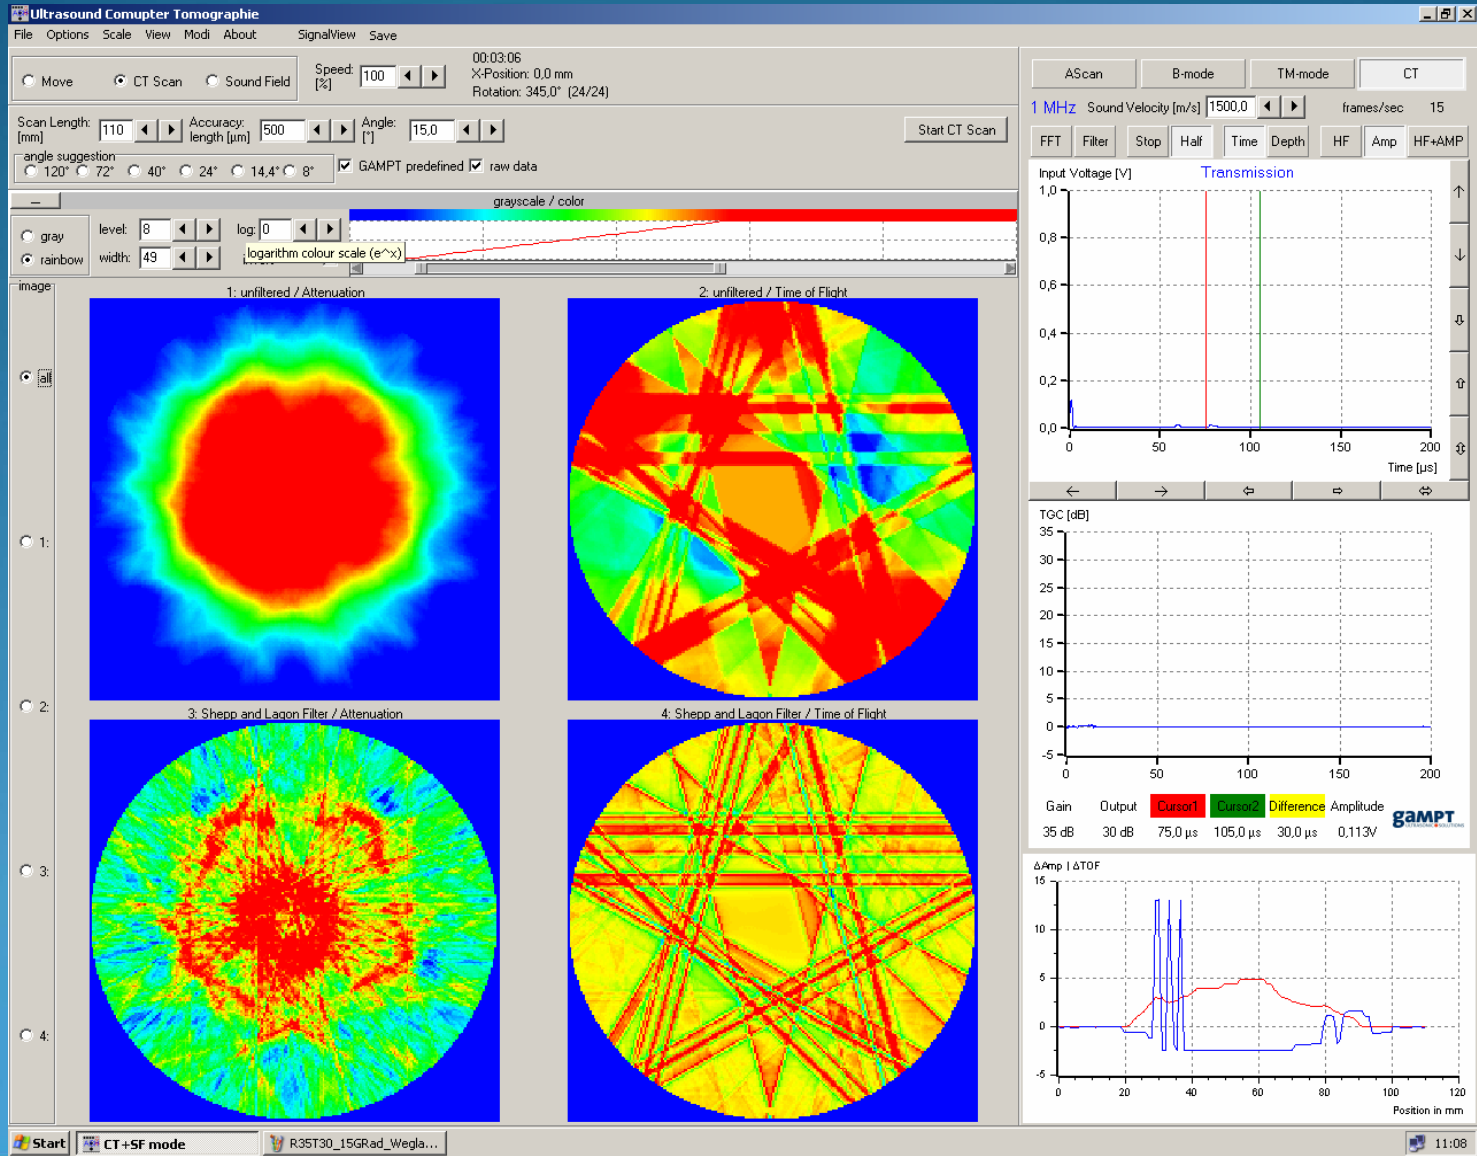 Ultrasound Comupter Tomographie
File Options Scale View Modi About SignalView Save
Move CT Scan Sound Field
Speed: [%] 100
00:03:06
X-Position: 0,0 mm
Rotation: 345,0° (24/24)
Scan Length: [mm] 110
Accuracy: length [µm] 500
Angle: [°] 15,0
Start CT Scan
angle suggestion
120° 72° 40° 24° 14,4° 8°
GAMPT predefined raw data
grayscale / color
gray
rainbow
level: 8
width: 49
log: 0
logarithm colour scale (e^x)
image
all
1:
2:
3:
4:
1: unfiltered / Attenuation
2: unfiltered / Time of Flight
3: Shepp and Lagon Filter / Attenuation
4: Shepp and Lagon Filter / Time of Flight
AScan B-mode TM-mode CT
1 MHz Sound Velocity [m/s] 1500,0 frames/sec 15
FFT Filter Stop Half Time Depth HF Amp HF+AMP
Input Voltage [V] Transmission
1,0
0,8
0,6
0,4
0,2
0,0
0 50 100 150 200
Time [µs]
TGC [dB]
35
30
25
20
15
10
5
0
-5
0 50 100 150 200
Gain Output Cursor1 Cursor2 Difference Amplitude
35 dB 30 dB 75,0 µs 105,0 µs 30,0 µs 0,113V
GAMPT
ΔAmp | ΔTOF
15
10
5
0
-5
0 20 40 60 80 100 120
Position in mm
Start CT+SF mode R35T30_15GRad_Wegla... 11:08